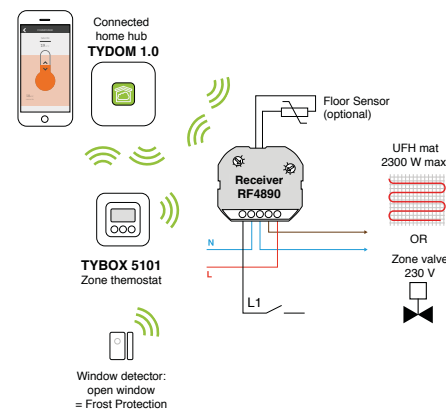 Connected
home hub
TYDOM 1.0
Floor Sensor
(optional)
UFH mat
2300 W max
Receiver
RF4890
OR
N
Zone valve
230 V
L
TYBOX 5101
Zone themostat
L1
Window detector:
open window
= Frost Protection